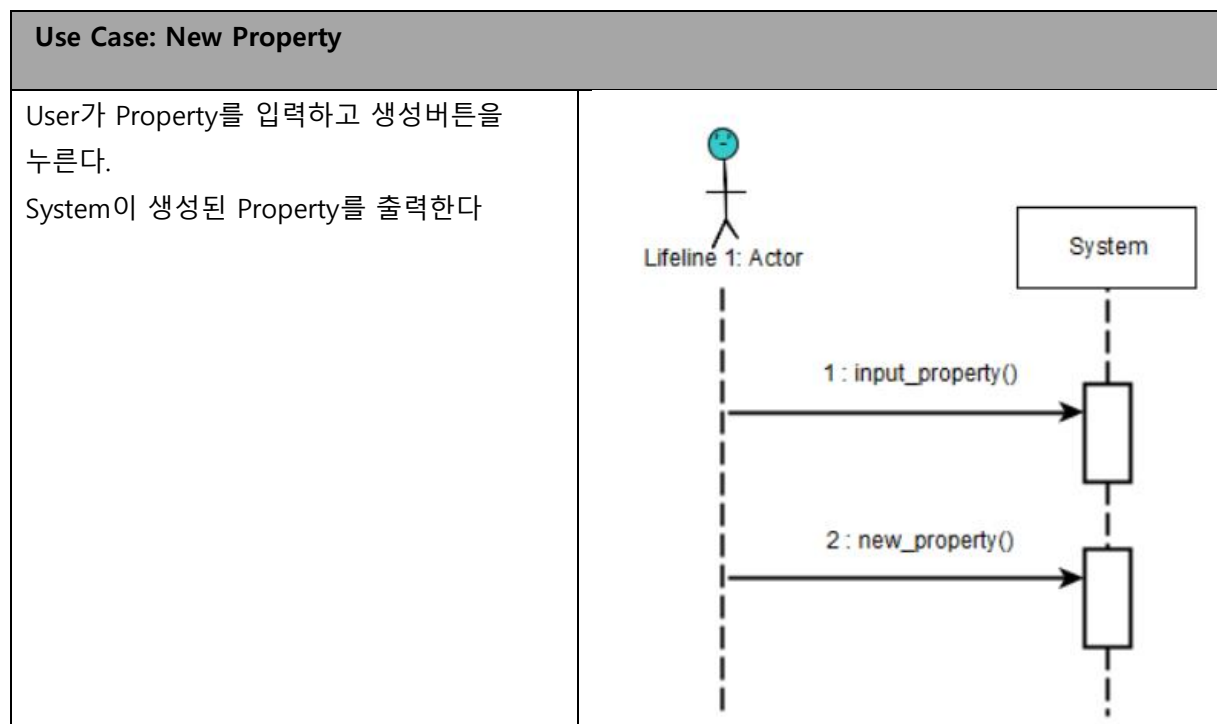 Use Case: New Property
User가 Property를 입력하고 생성버튼을
누른다.
System이 생성된 Property를 출력한다
Lifeline 1: Actor
System
1 : input_property()
2 : new_property()